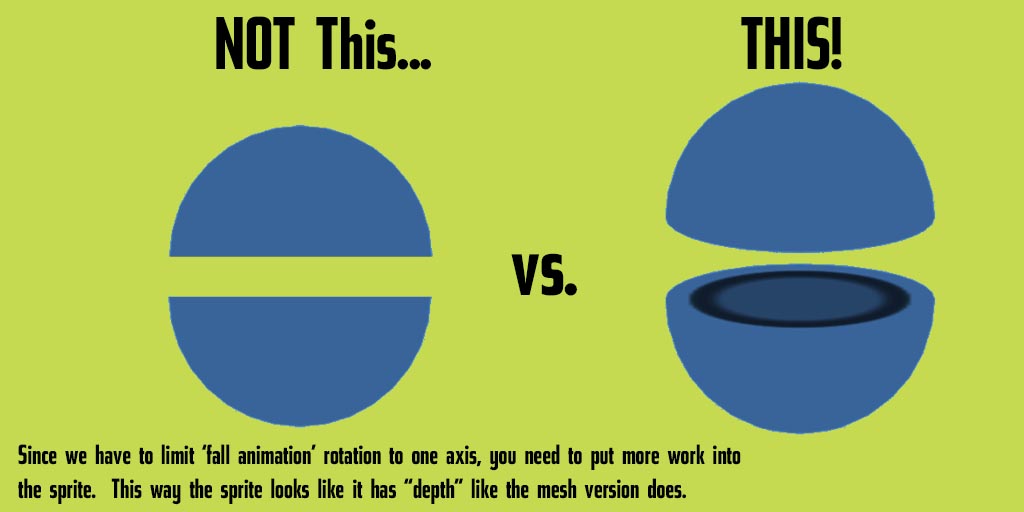 NOT This...
THIS!
vs.
Since we have to limit 'fall animation' rotation to one axis, you need to put more work into
the sprite.  This way the sprite looks like it has "depth" like the mesh version does.